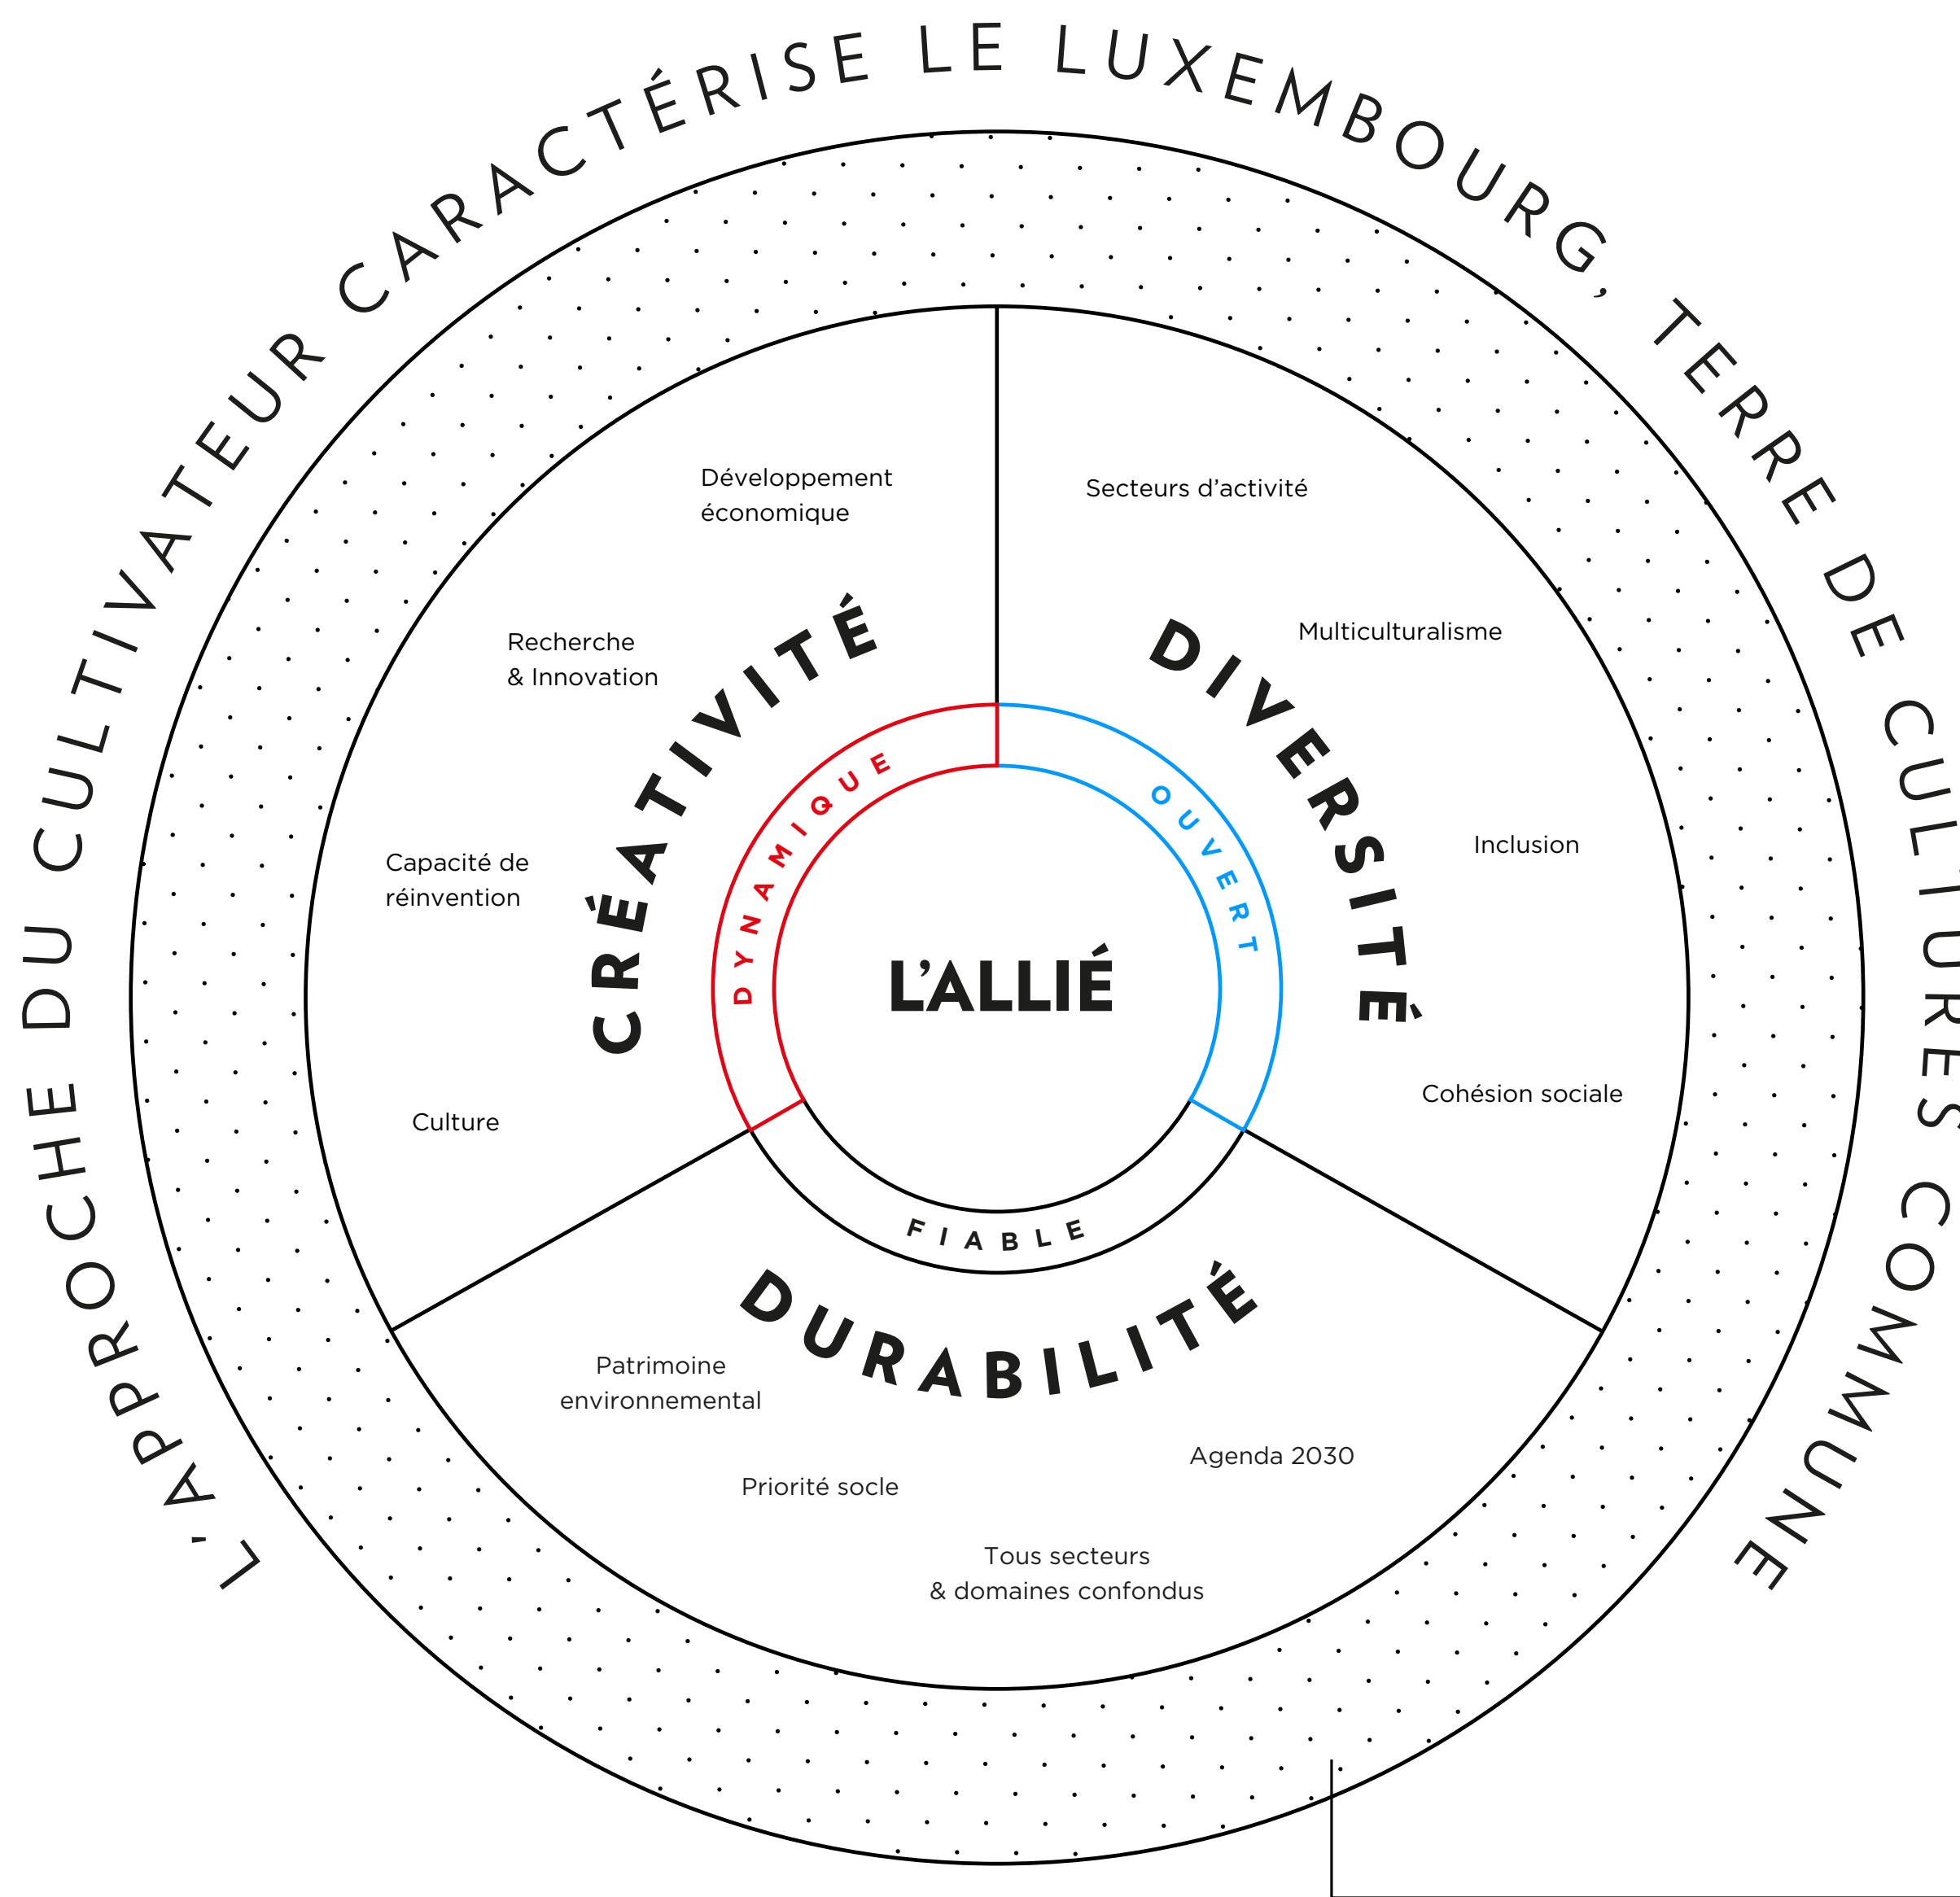 L'APPROCHE DU CULTIVATEUR CARACTÉRISE LE LUXEMBOURG, TERRE DE CULTURES COMMUNE
Développement
économique
Recherche
& Innovation
Capacité de
réinvention
Culture
CRÉATIVITÉ
DYNAMIQUE
Secteurs d’activité
Multiculturalisme
Inclusion
Cohésion sociale
DIVERSITÉ
OUVERT
L’ALLIÉ
FIABLE
DURABILITÉ
Patrimoine
environnemental
Priorité socle
Agenda 2030
Tous secteurs
& domaines confondus